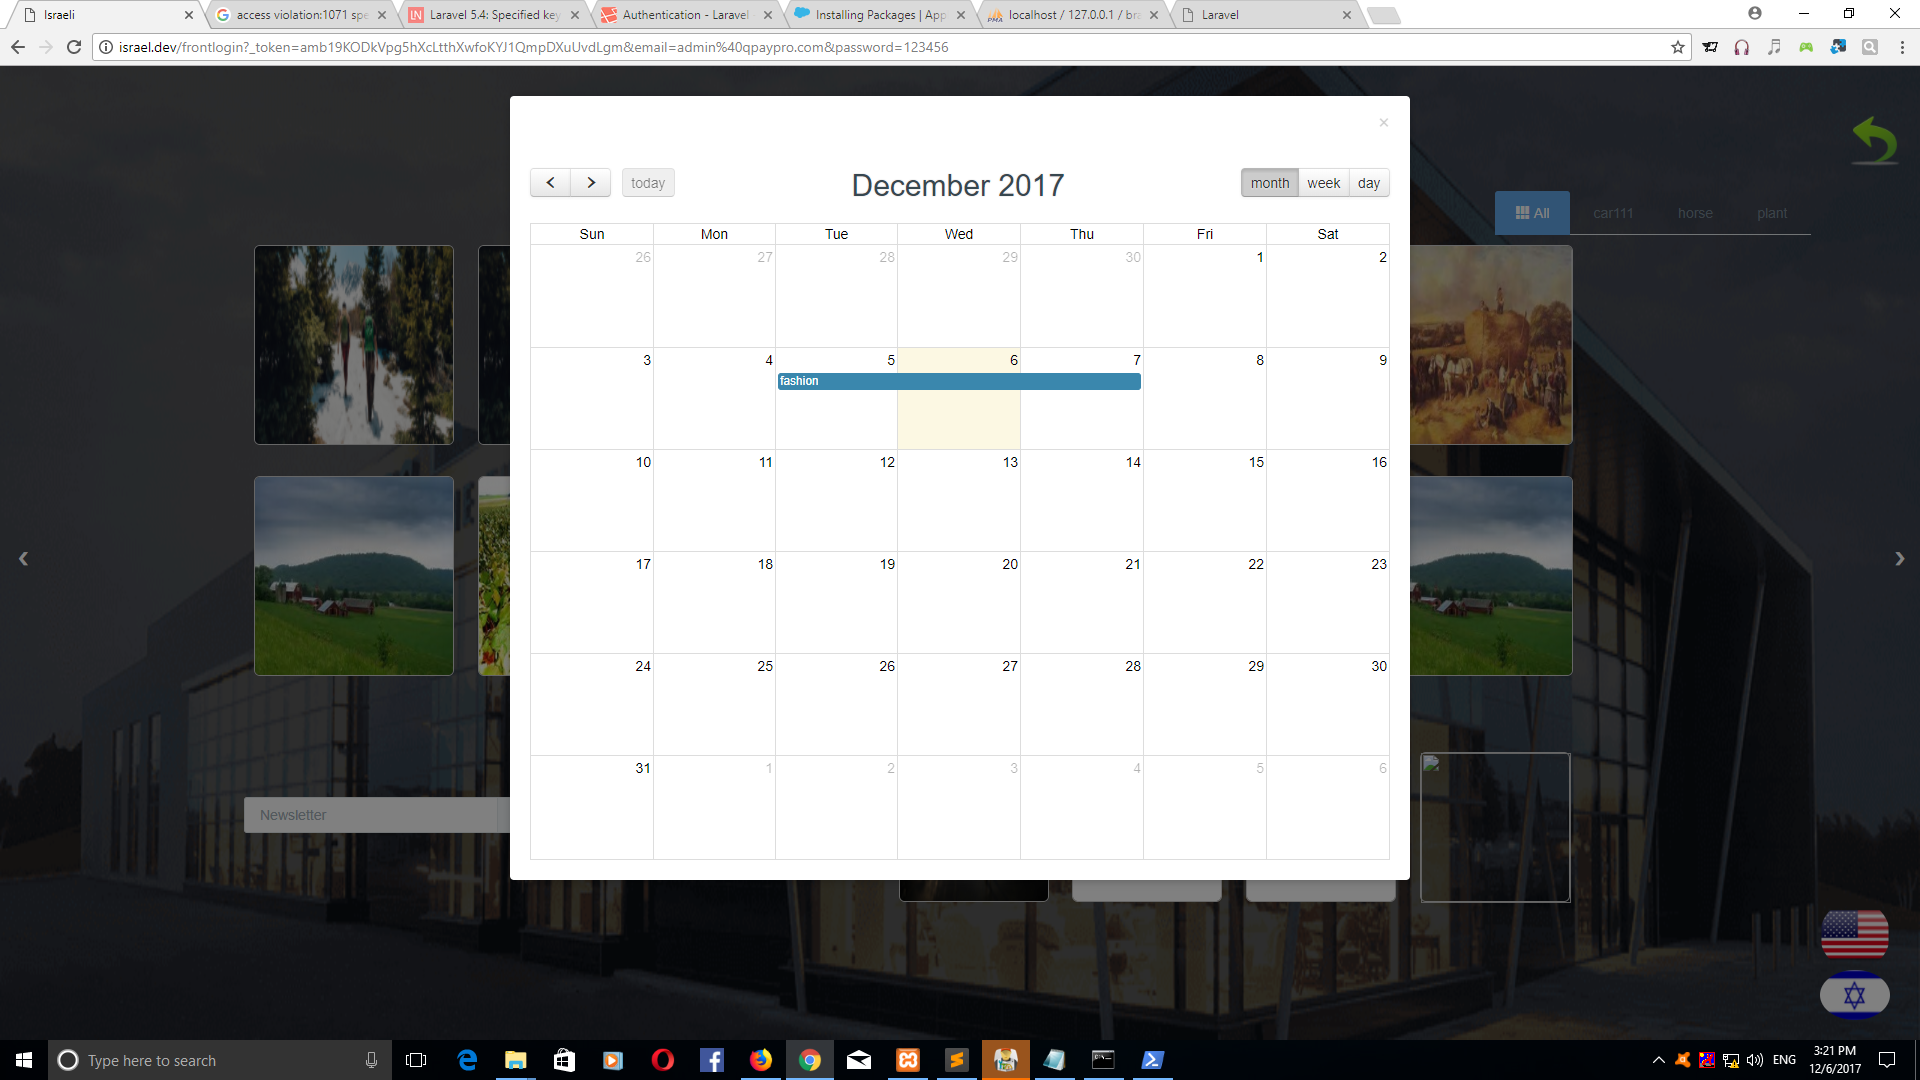 Israeli
access violation:1071 spe
Laravel 5.4: Specified key
Authentication - Laravel
Installing Packages | App
localhost / 127.0.0.1 / bra
Laravel
israel.dev/frontlogin?_token=amb19KODkVpg5hXcLtthXwfoKYJ1QmpDXuUvdLgm&email=admin%40qpaypro.com&password=123456
×
today
December 2017
month week day
All car111 horse plant
Sun Mon Tue Wed Thu Fri Sat
26 27 28 29 30 1 2
3 4 5 6 7 8 9
fashion
10 11 12 13 14 15 16
17 18 19 20 21 22 23
24 25 26 27 28 29 30
31 1 2 3 4 5 6
Newsletter
Type here to search
ENG
3:21 PM
12/6/2017